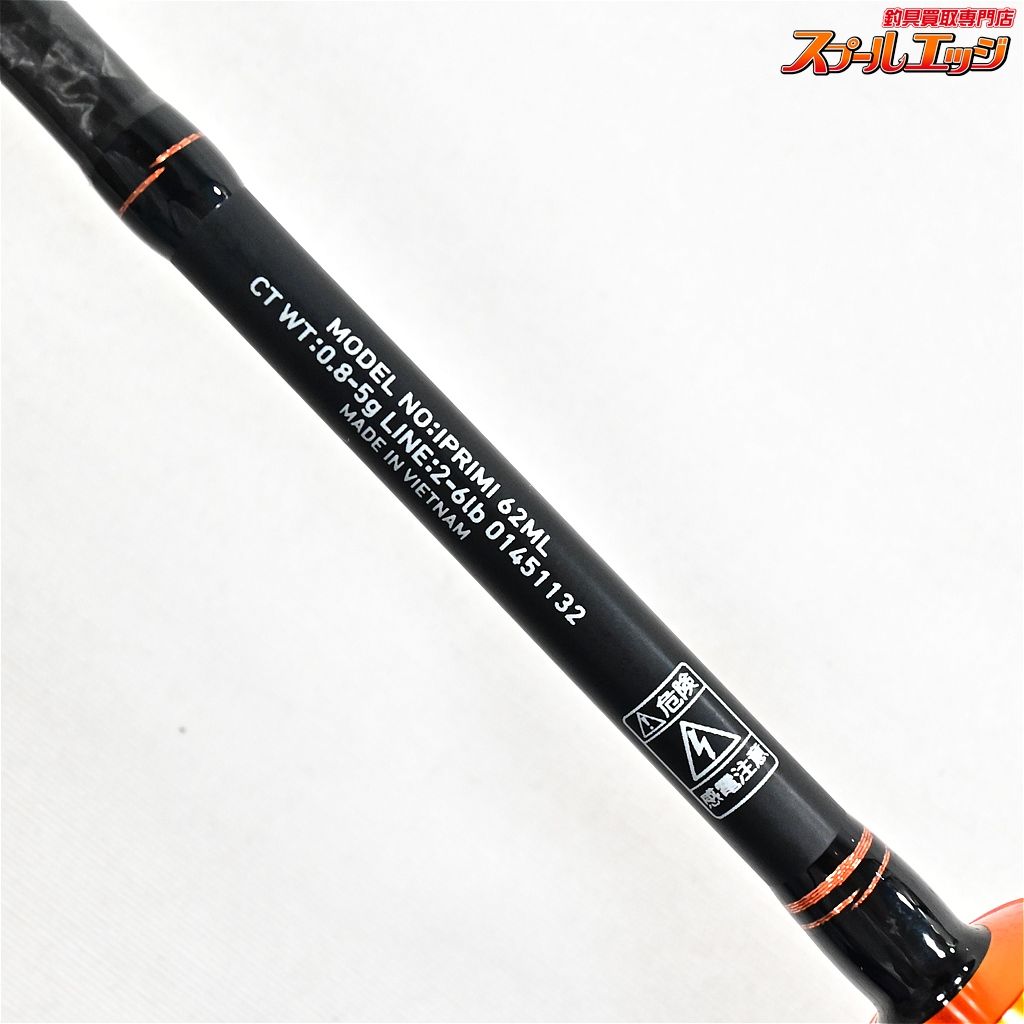 釣具買取専門店
スプールエッジ
MODEL NO:IPRIMI 62ML
CT WT:0.8-5g LINE:2-6lb 01451132
MADE IN VIETNAM
危険
感電注意